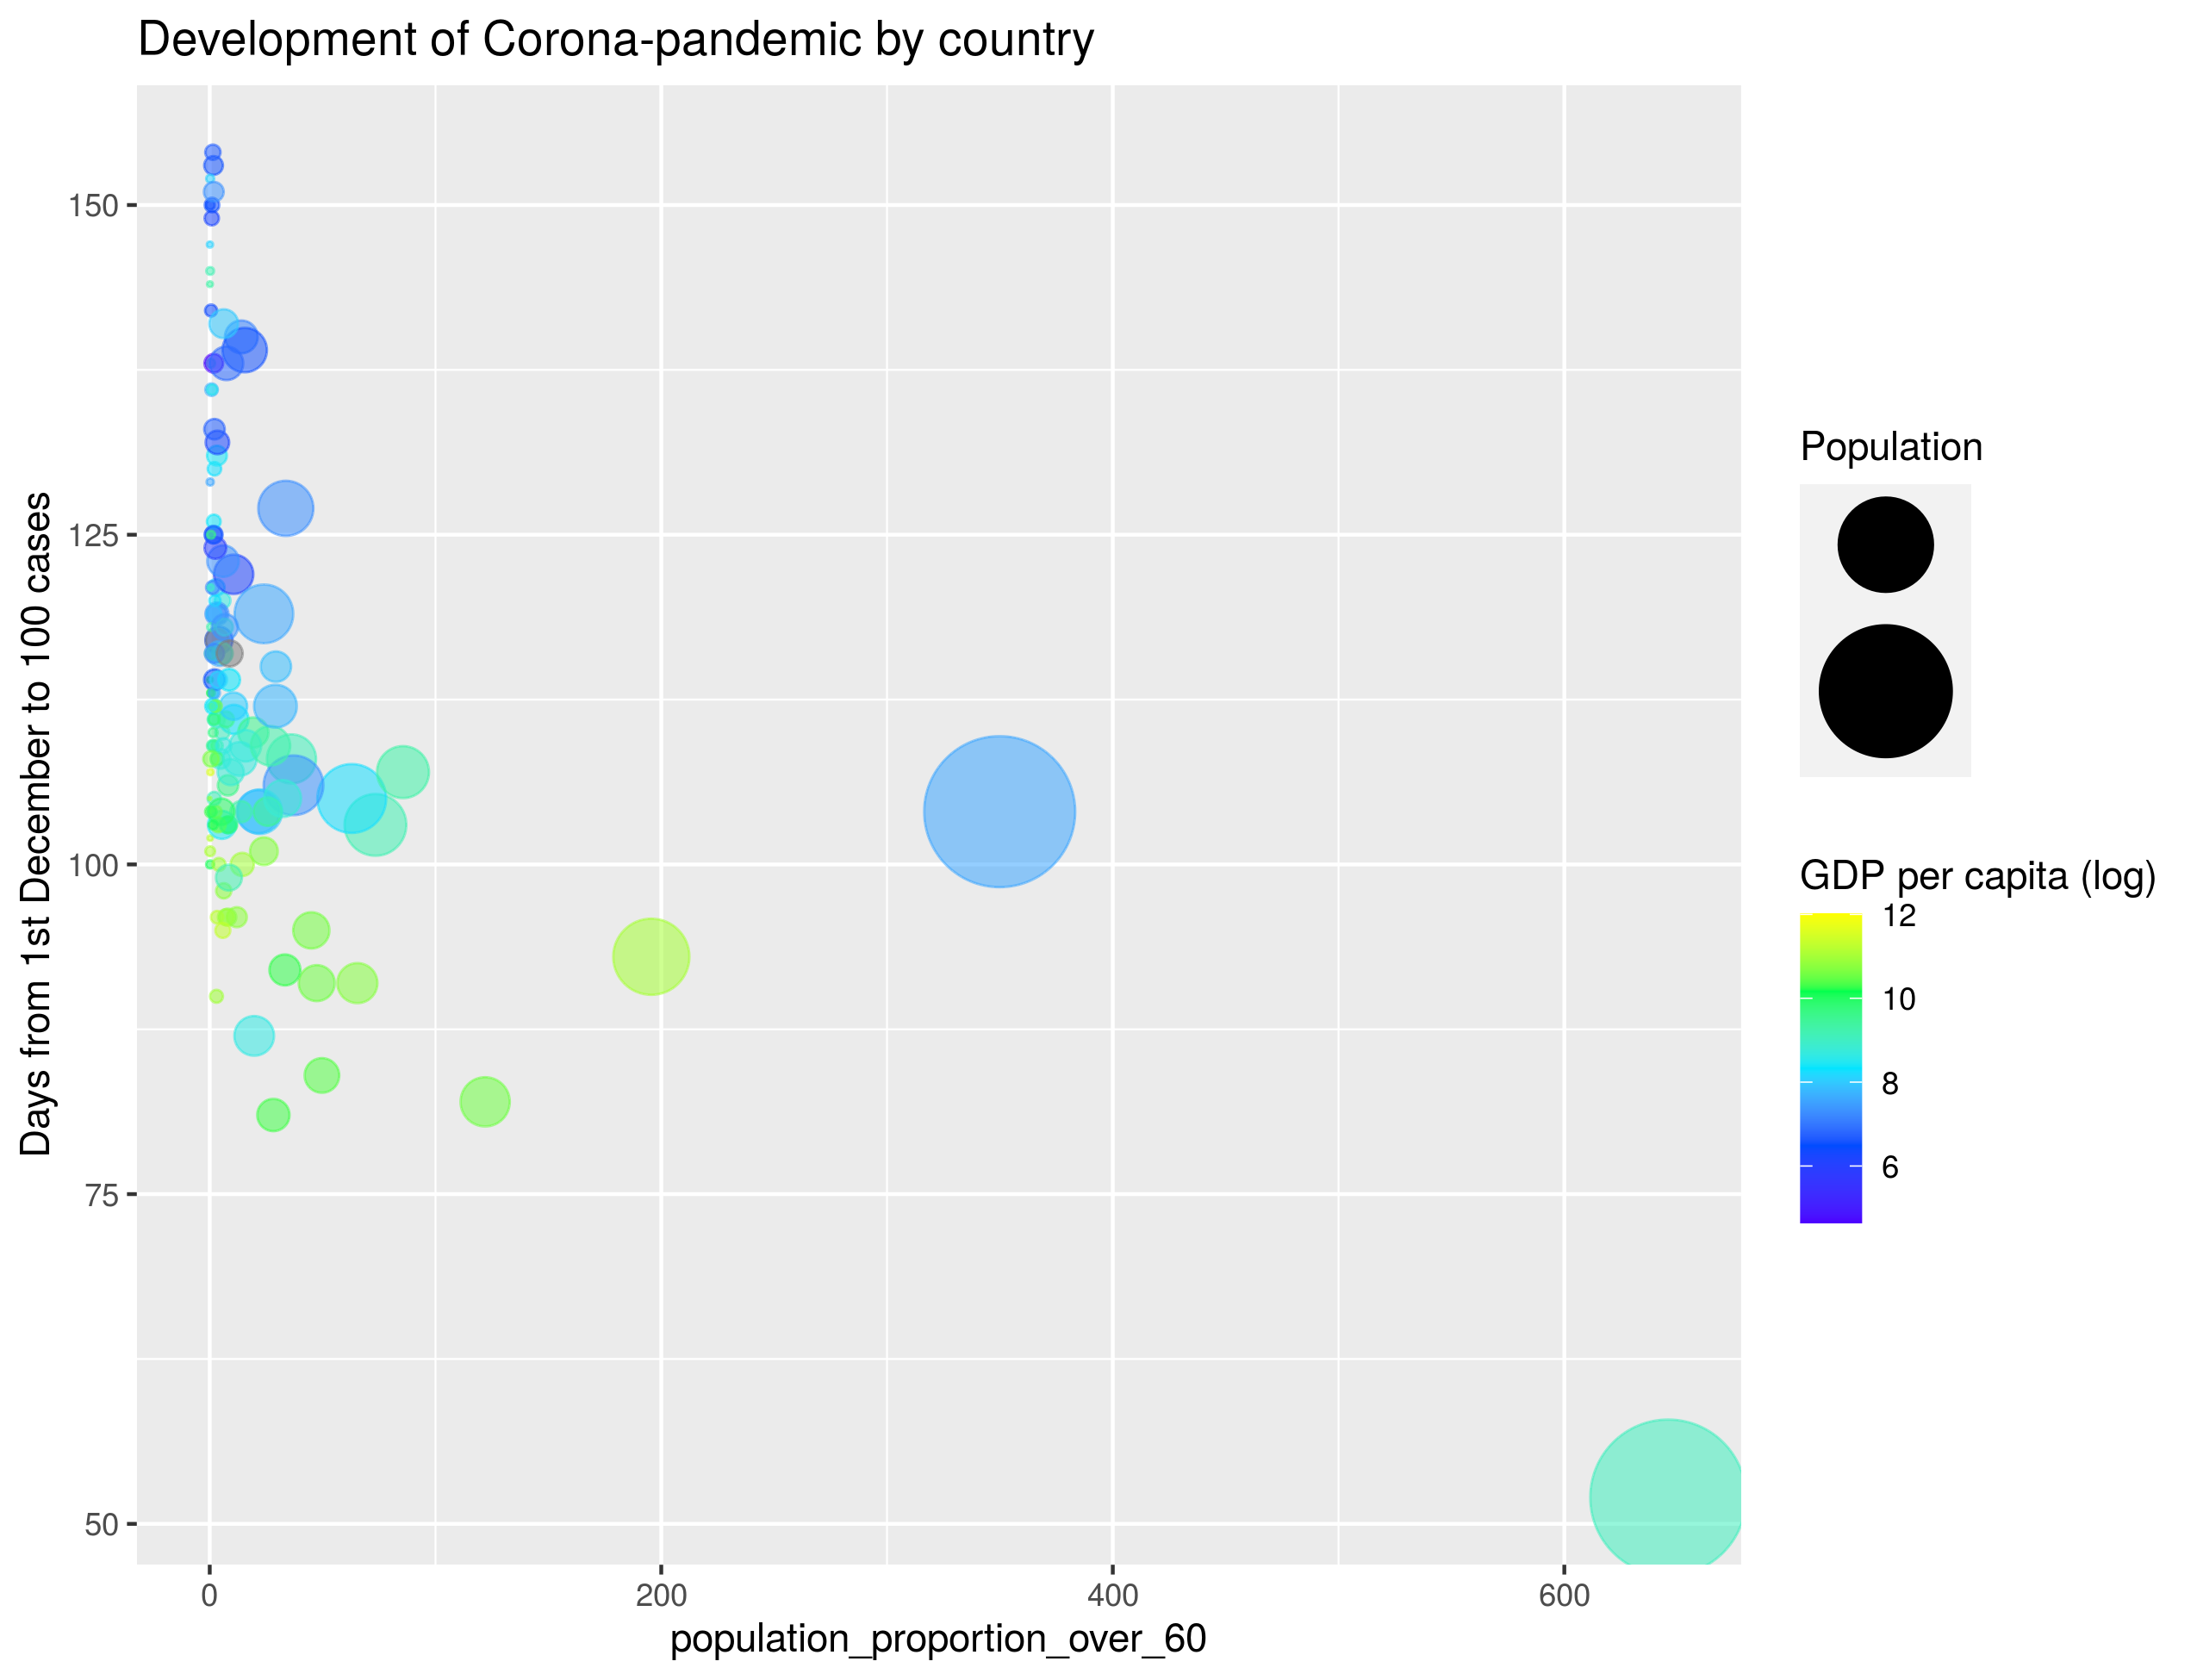 Development of Corona-pandemic by country
Days from 1st December to 100 cases
150
125
100
75
50
0
200
400
600
population_proportion_over_60
Population
GDP per capita (log)
12
10
8
6